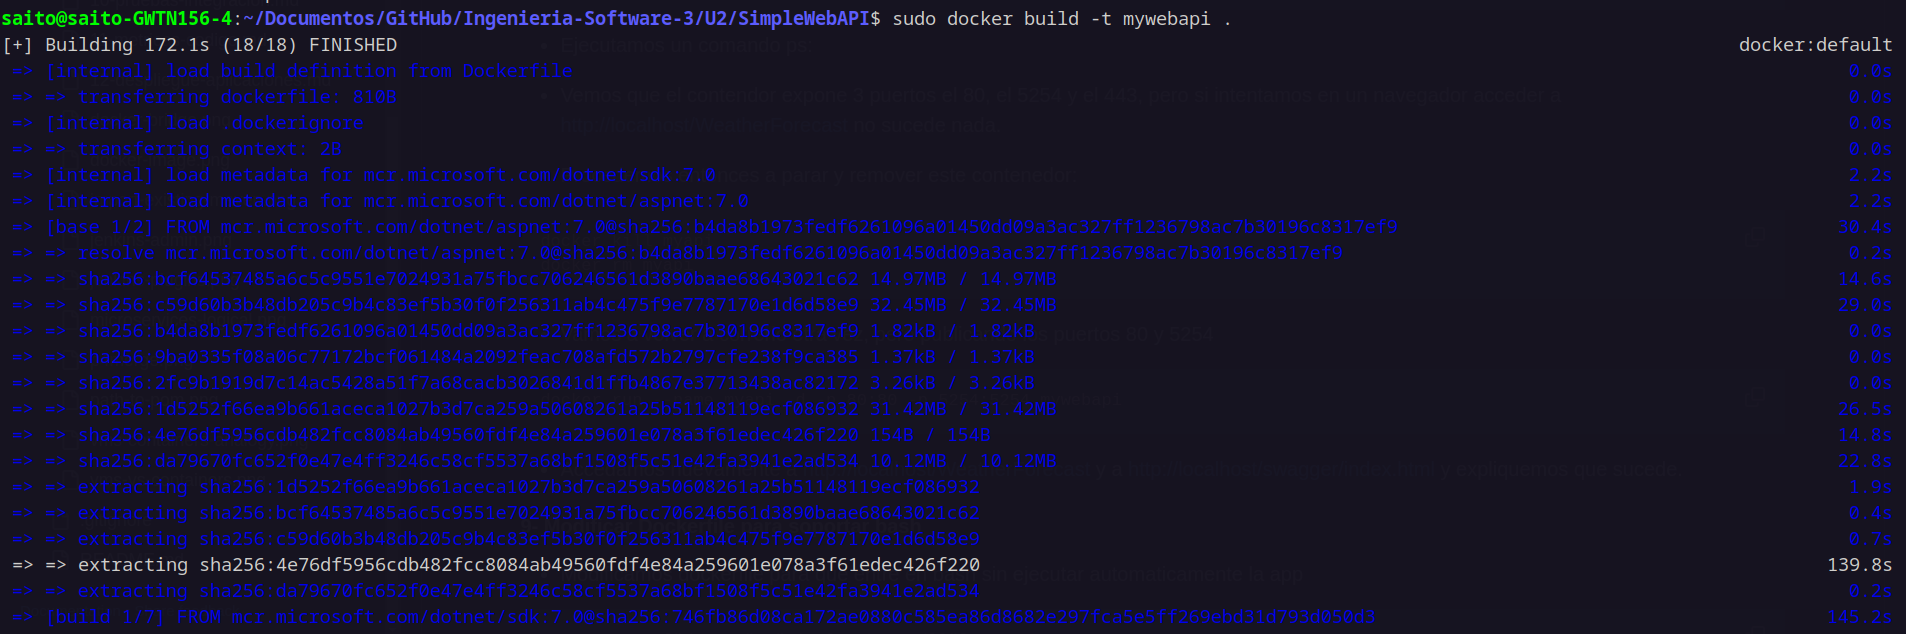 saito@saito-GWTN156-4:~/Documentos/GitHub/Ingenieria-Software-3/U2/SimpleWebAPI$ sudo docker build -t mywebapi .
[+] Building 172.1s (18/18) FINISHED docker:default
=> [internal] load build definition from Dockerfile 0.0s
=> => transferring dockerfile: 810B 0.0s
=> [internal] load .dockerignore 0.0s
=> => transferring context: 2B 0.0s
=> [internal] load metadata for mcr.microsoft.com/dotnet/sdk:7.0 2.2s
=> [internal] load metadata for mcr.microsoft.com/dotnet/aspnet:7.0 2.2s
=> [base 1/2] FROM mcr.microsoft.com/dotnet/aspnet:7.0@sha256:b4da8b1973fedf6261096a01450dd09a3ac327ff1236798ac7b30196c8317ef9 30.4s
=> => resolve mcr.microsoft.com/dotnet/aspnet:7.0@sha256:b4da8b1973fedf6261096a01450dd09a3ac327ff1236798ac7b30196c8317ef9 0.2s
=> => sha256:bcf64537485a6c5c9551e7024931a75fbcc706246561d3890baae68643021c62 14.97MB / 14.97MB 14.6s
=> => sha256:c59d60b3b48db205c9b4c83ef5b30f0f256311ab4c475f9e7787170e1d6d58e9 32.45MB / 32.45MB 29.0s
=> => sha256:b4da8b1973fedf6261096a01450dd09a3ac327ff1236798ac7b30196c8317ef9 1.82kB / 1.82kB 0.0s
=> => sha256:9ba0335f08a06c77172bcf061484a2092feac708afd572b2797cfe238f9ca385 1.37kB / 1.37kB 0.0s
=> => sha256:2fc9b1919d7c14ac5428a51f7a68cacb3026841d1ffb4867e37713438ac82172 3.26kB / 3.26kB 0.0s
=> => sha256:1d5252f66ea9b661aceca1027b3d7ca259a50608261a25b51148119ecf086932 31.42MB / 31.42MB 26.5s
=> => sha256:4e76df5956cdb482fcc8084ab49560fdf4e84a259601e078a3f61edec426f220 154B / 154B 14.8s
=> => sha256:da79670fc652f0e47e4ff3246c58cf5537a68bf1508f5c51e42fa3941e2ad534 10.12MB / 10.12MB 22.8s
=> => extracting sha256:1d5252f66ea9b661aceca1027b3d7ca259a50608261a25b51148119ecf086932 1.9s
=> => extracting sha256:bcf64537485a6c5c9551e7024931a75fbcc706246561d3890baae68643021c62 0.4s
=> => extracting sha256:c59d60b3b48db205c9b4c83ef5b30f0f256311ab4c475f9e7787170e1d6d58e9 0.7s
=> => extracting sha256:4e76df5956cdb482fcc8084ab49560fdf4e84a259601e078a3f61edec426f220 139.8s
=> => extracting sha256:da79670fc652f0e47e4ff3246c58cf5537a68bf1508f5c51e42fa3941e2ad534 0.2s
=> [build 1/7] FROM mcr.microsoft.com/dotnet/sdk:7.0@sha256:746fb86d08ca172ae0880c585ea86d8682e297fca5e5ff269ebd31d793d050d3 145.2s